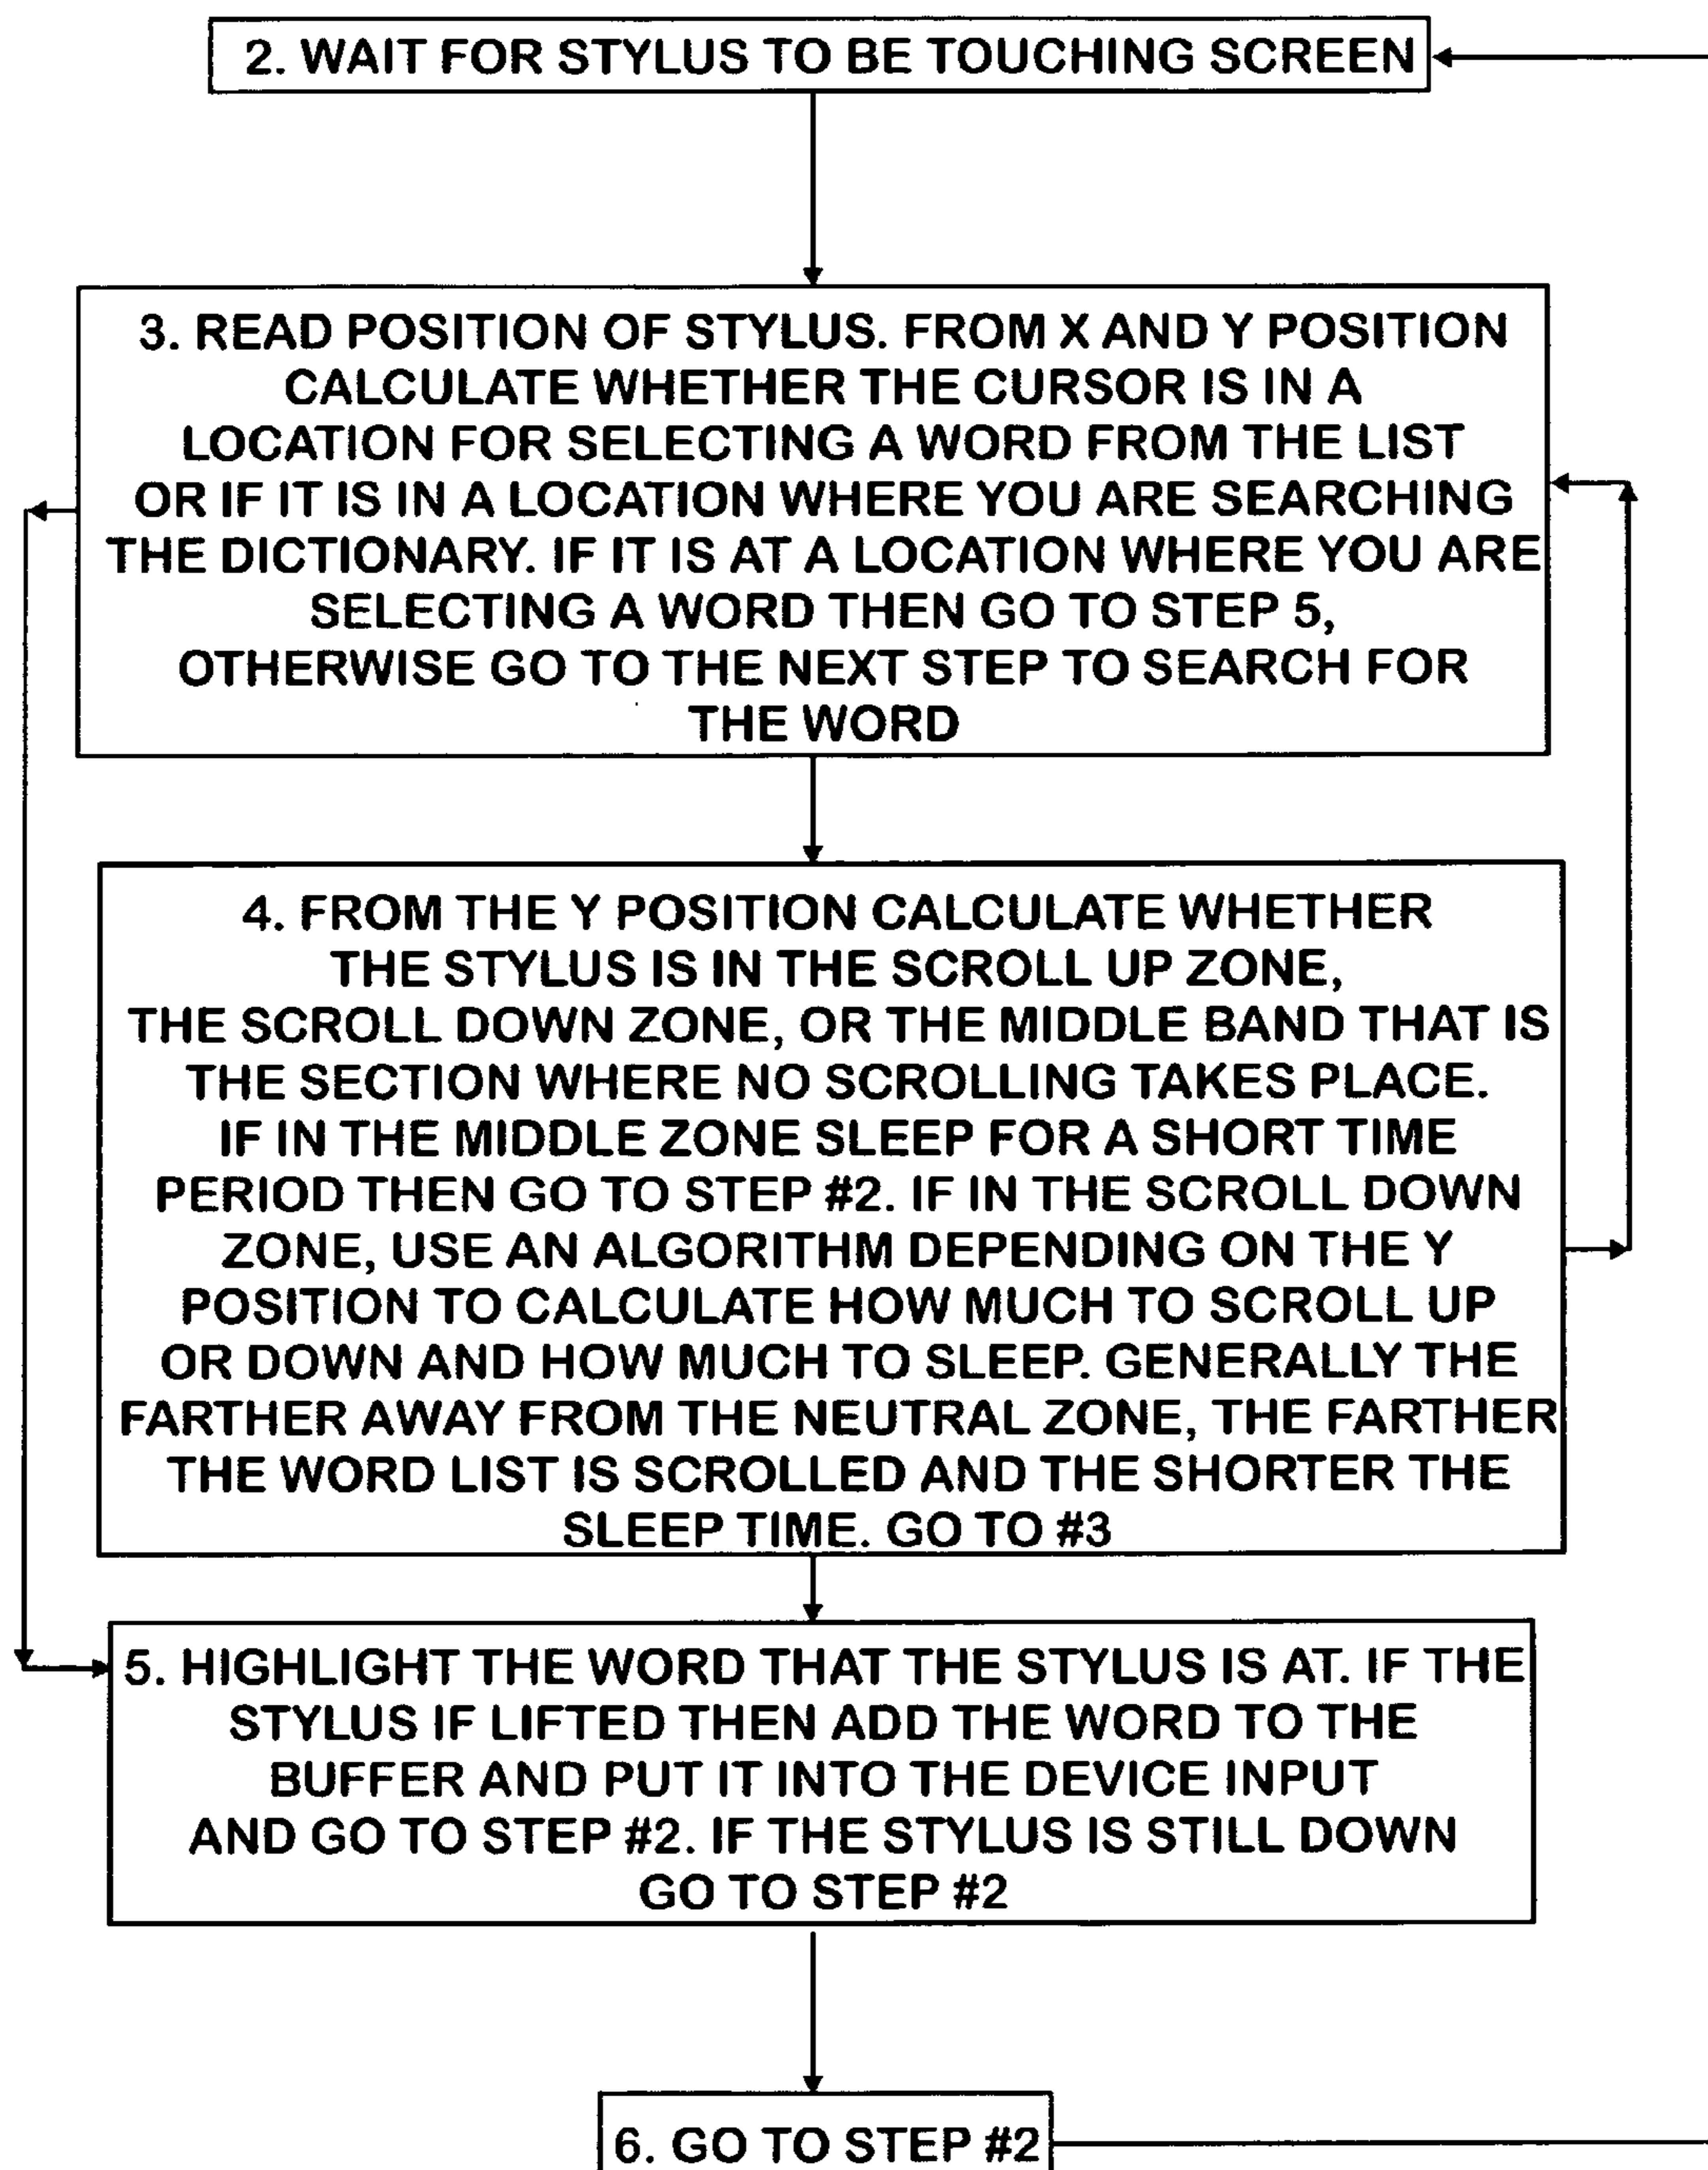 2. WAIT FOR STYLUS TO BE TOUCHING SCREEN
3. READ POSITION OF STYLUS. FROM X AND Y POSITION
CALCULATE WHETHER THE CURSOR IS IN A
LOCATION FOR SELECTING A WORD FROM THE LIST
OR IF IT IS IN A LOCATION WHERE YOU ARE SEARCHING
THE DICTIONARY. IF IT IS AT A LOCATION WHERE YOU ARE
SELECTING A WORD THEN GO TO STEP 5,
OTHERWISE GO TO THE NEXT STEP TO SEARCH FOR
THE WORD
4. FROM THE Y POSITION CALCULATE WHETHER
THE STYLUS IS IN THE SCROLL UP ZONE,
THE SCROLL DOWN ZONE, OR THE MIDDLE BAND THAT IS
THE SECTION WHERE NO SCROLLING TAKES PLACE.
IF IN THE MIDDLE ZONE SLEEP FOR A SHORT TIME
PERIOD THEN GO TO STEP #2. IF IN THE SCROLL DOWN
ZONE, USE AN ALGORITHM DEPENDING ON THE Y
POSITION TO CALCULATE HOW MUCH TO SCROLL UP
OR DOWN AND HOW MUCH TO SLEEP. GENERALLY THE
FARTHER AWAY FROM THE NEUTRAL ZONE, THE FARTHER
THE WORD LIST IS SCROLLED AND THE SHORTER THE
SLEEP TIME. GO TO #3
5. HIGHLIGHT THE WORD THAT THE STYLUS IS AT. IF THE
STYLUS IF LIFTED THEN ADD THE WORD TO THE
BUFFER AND PUT IT INTO THE DEVICE INPUT
AND GO TO STEP #2. IF THE STYLUS IS STILL DOWN
GO TO STEP #2
6. GO TO STEP #2